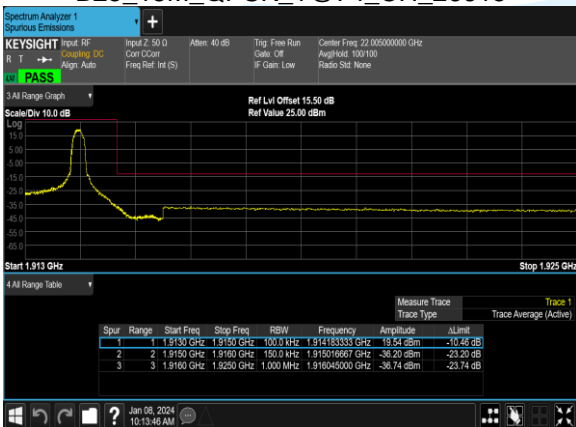 Spectrum Analyzer 1
Spurious Emissions
+
KEYSIGHT Input: RF Input Z: 50 Ω Atten: 40 dB Trig: Free Run Center Freq: 22.005000000 GHz
R T Coupling: DC Corr CCorr Gate: Off Avg|Hold: 100/100
Align: Auto Freq Ref: Int (S) IF Gain: Low Radio Std: None
LW PASS
3 All Range Graph
Ref Lvl Offset 15.50 dB
Scale/Div 10.0 dB Ref Value 25.00 dBm
Log
15.0
5.00
-5.00
-15.0
-25.0
-35.0
-45.0
-55.0
-65.0
Start 1.913 GHz Stop 1.925 GHz
4 All Range Table
Measure Trace Trace 1
Trace Type Trace Average (Active)
Spur Range Start Freq Stop Freq RBW Frequency Amplitude ΔLimit
1 1 1.9130 GHz 1.9150 GHz 100.0 kHz 1.914183333 GHz 19.54 dBm -10.46 dB
2 2 1.9150 GHz 1.9160 GHz 150.0 kHz 1.915016667 GHz -36.20 dBm -23.20 dB
3 3 1.9160 GHz 1.9250 GHz 1.000 MHz 1.916045000 GHz -36.74 dBm -23.74 dB
? Jan 08, 2024
10:13:46 AM